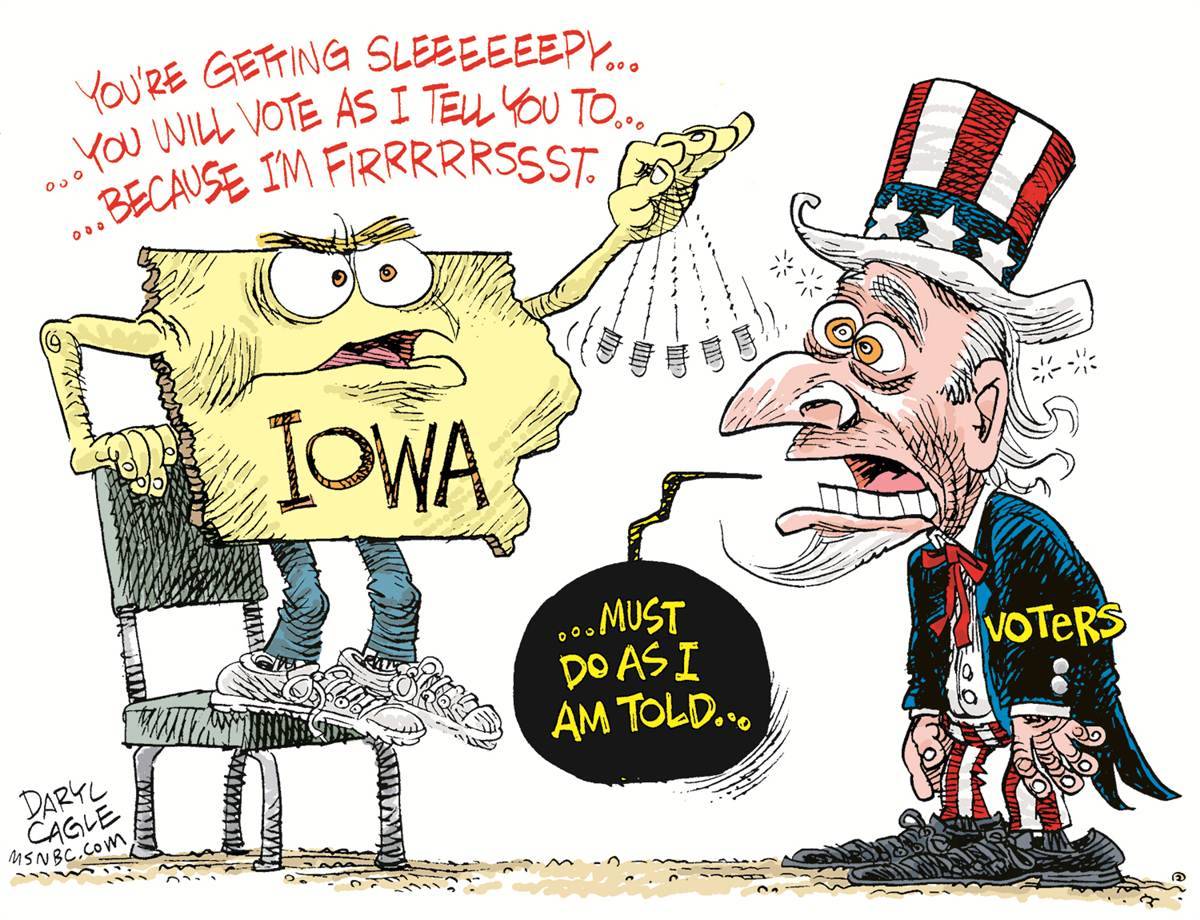 YOU'RE GETTING SLEEEEEEPY...
...YOU WILL VOTE AS I TELL YOU TO...
...BECAUSE I'M FIRRRRRSSST.
IOWA
...MUST
DO AS I
AM TOLD...
VOTERS
DARYL
CAGLE
MSNBC.COM